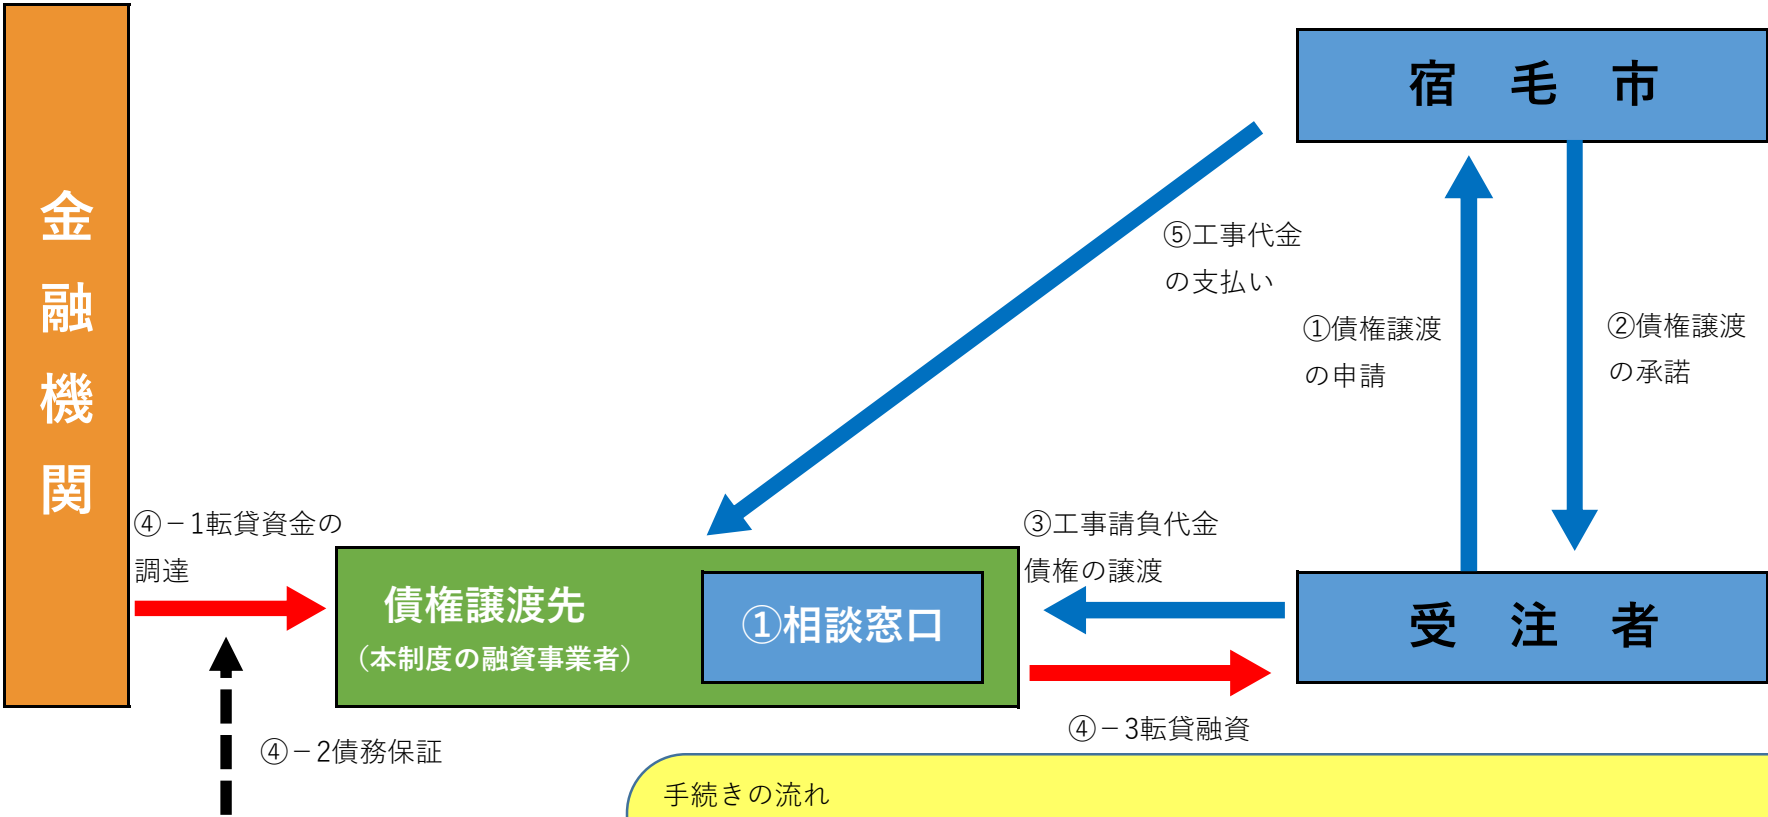 金融機関
宿 毛 市
⑤工事代金
の支払い
①債権譲渡
の申請
②債権譲渡
の承諾
④－1転貸資金の
調達
債権譲渡先
（本制度の融資事業者）
①相談窓口
③工事請負代金
債権の譲渡
受 注 者
④－3転貸融資
④－2債務保証
手続きの流れ